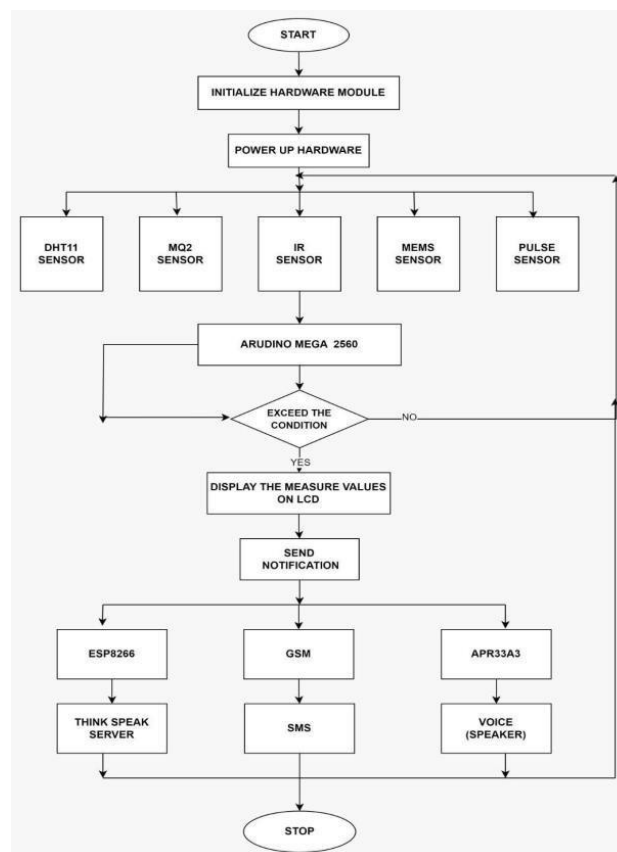 START
INITIALIZE HARDWARE MODULE
POWER UP HARDWARE
DHT11
SENSOR
MQ2
SENSOR
IR
SENSOR
MEMS
SENSOR
PULSE
SENSOR
ARUDINO MEGA 2560
EXCEED THE
CONDITION
NO
YES
DISPLAY THE MEASURE VALUES
ON LCD
SEND
NOTIFICATION
ESP8266
GSM
APR33A3
THINK SPEAK
SERVER
SMS
VOICE
(SPEAKER)
STOP